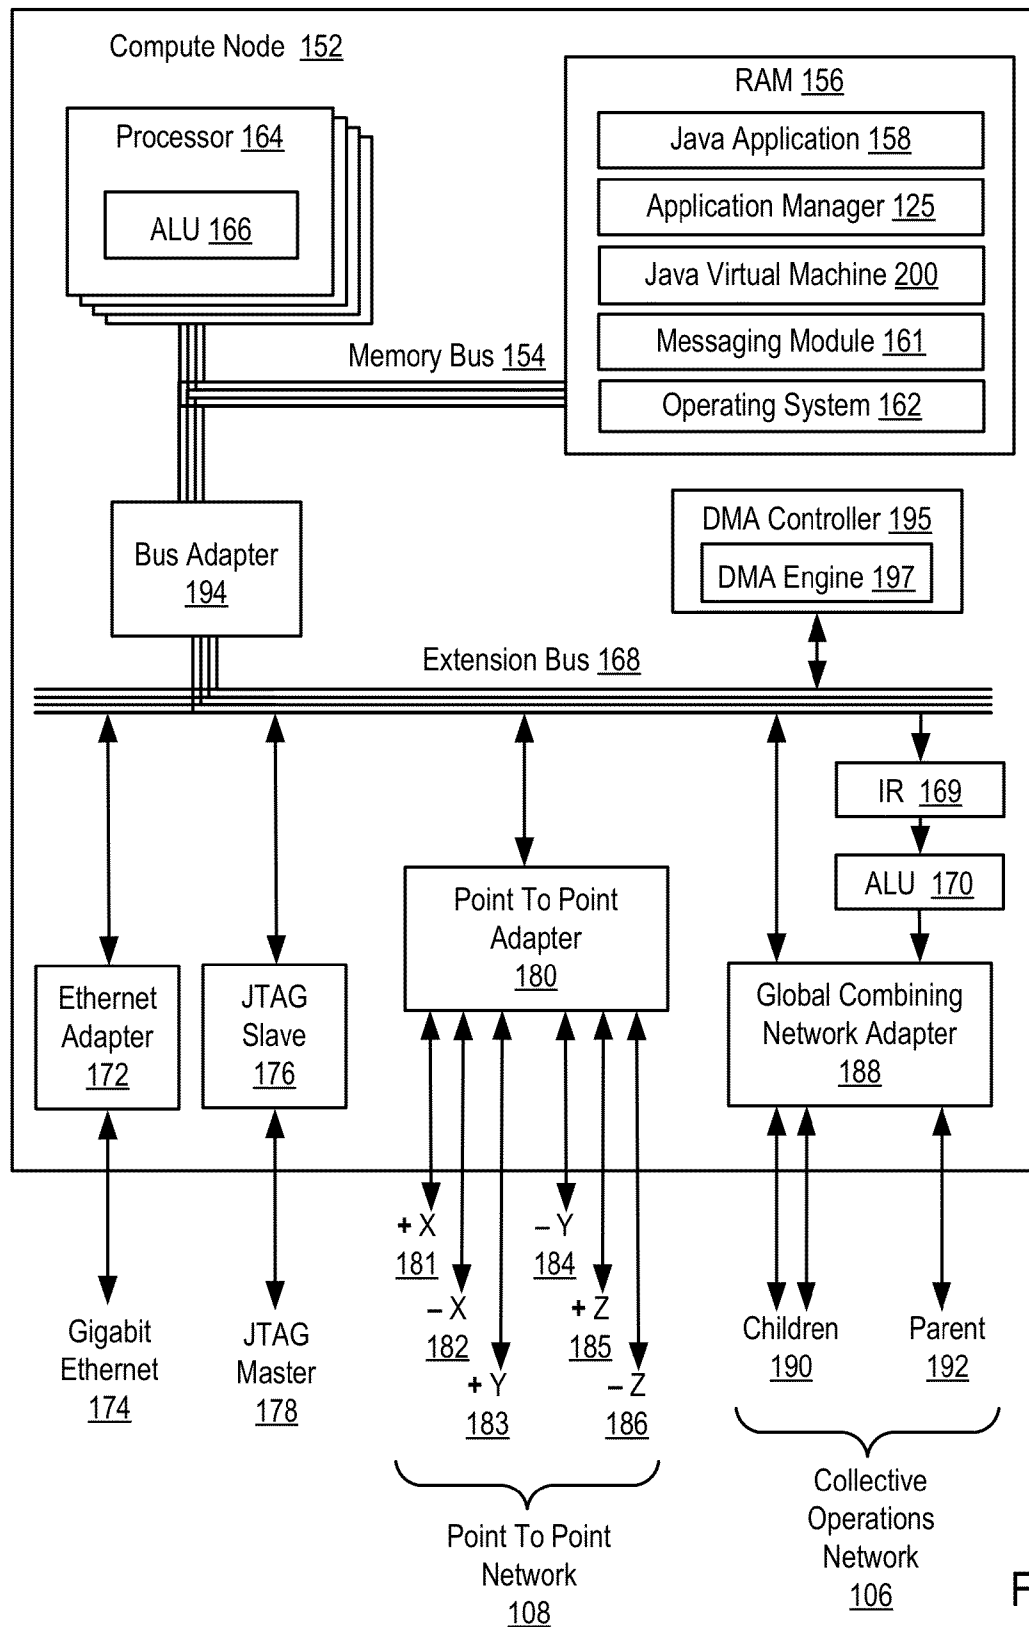 Compute Node 152
RAM 156
Processor 164
ALU 166
Java Application 158
Application Manager 125
Java Virtual Machine 200
Messaging Module 161
Operating System 162
Memory Bus 154
Bus Adapter
194
DMA Controller 195
DMA Engine 197
Extension Bus 168
IR 169
ALU 170
Point To Point
Adapter
180
Ethernet
Adapter
172
JTAG
Slave
176
Global Combining
Network Adapter
188
+ X
181
– X
182
+ Y
183
– Y
184
+ Z
185
– Z
186
Gigabit
Ethernet
174
JTAG
Master
178
Children
190
Parent
192
Point To Point
Network
108
Collective
Operations
Network
106
F